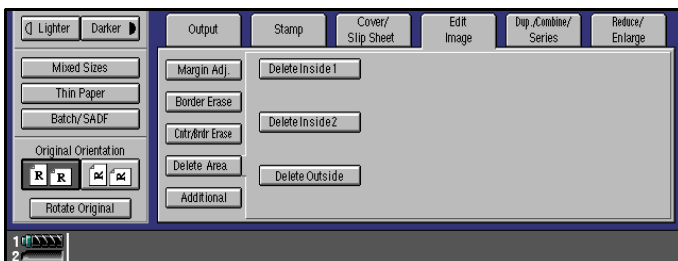 Lighter Darker
Mixed Sizes
Thin Paper
Batch/SADF
Original Orientation
R R R R
Rotate Original
Output
Stamp
Cover/
Slip Sheet
Edit
Image
Dup.,Combine/
Series
Reduce/
Enlarge
Margin Adj.
Border Erase
Cntr,Brdr Erase
Delete Area
Additional
Delete Inside 1
Delete Inside 2
Delete Outside
1
2